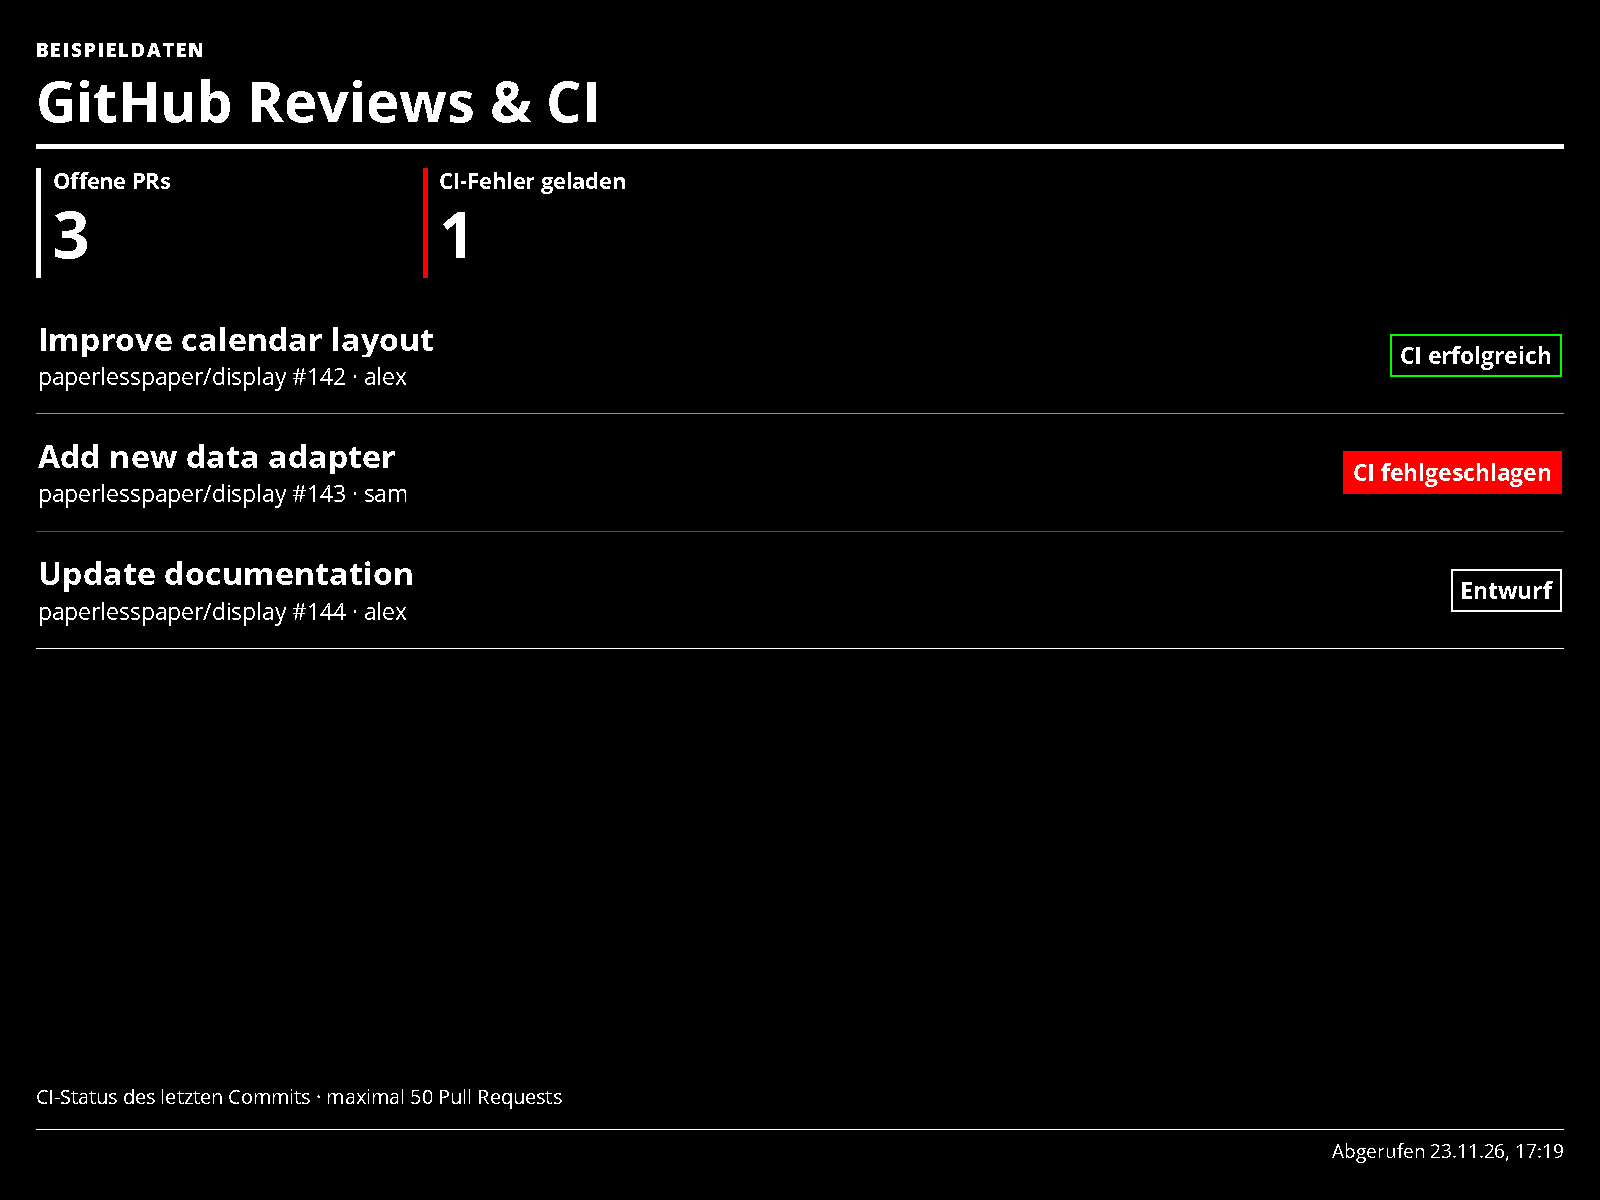 BEISPIELDATEN
GitHub Reviews & CI
Offene PRs
3
CI-Fehler geladen
1
Improve calendar layout
paperlesspaper/display #142 · alex
CI erfolgreich
Add new data adapter
paperlesspaper/display #143 · sam
CI fehlgeschlagen
Update documentation
paperlesspaper/display #144 · alex
Entwurf
CI-Status des letzten Commits · maximal 50 Pull Requests
Abgerufen 23.11.26, 17:19